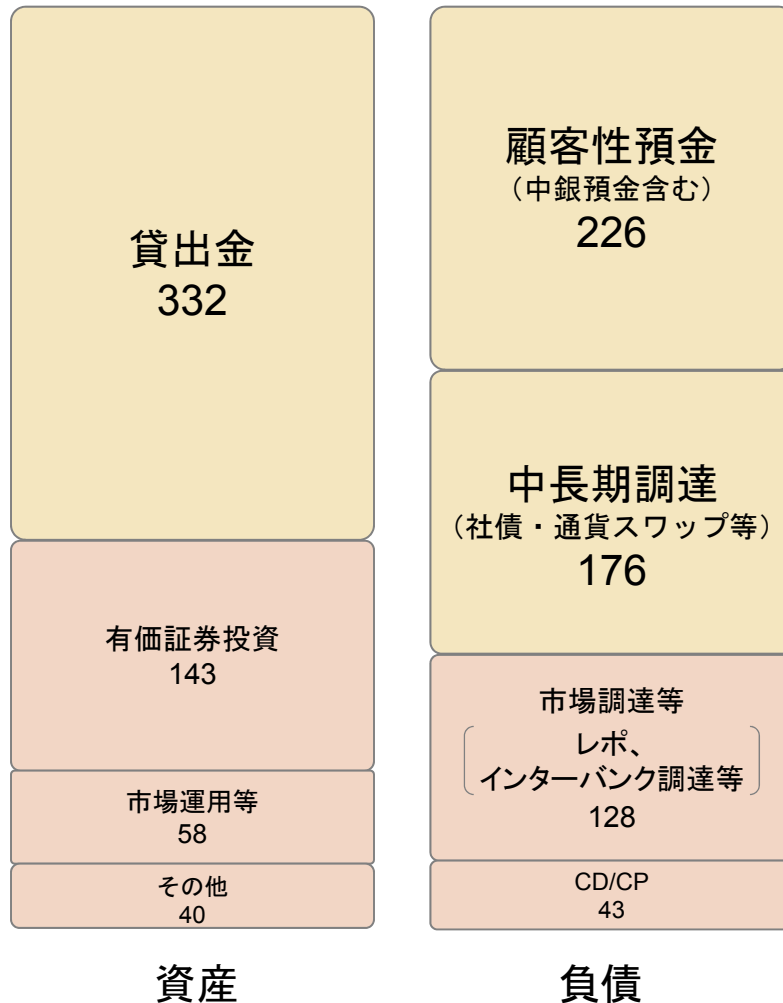 貸出金
332
有価証券投資
143
市場運用等
58
その他
40
資産
顧客性預金
（中銀預金含む）
226
中長期調達
（社債・通貨スワップ等）
176
市場調達等
レポ、
インターバンク調達等
128
CD/CP
43
負債